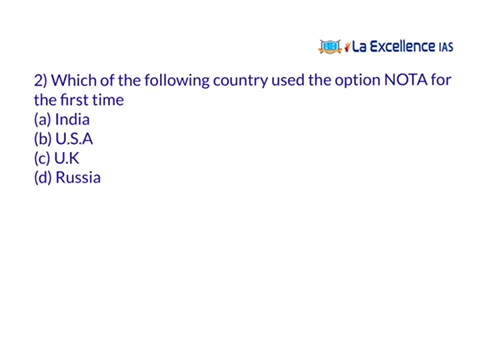 La Excellence IAS
2) Which of the following country used the option NOTA for
the first time
(a) India
(b) U.S.A
(c) U.K
(d) Russia